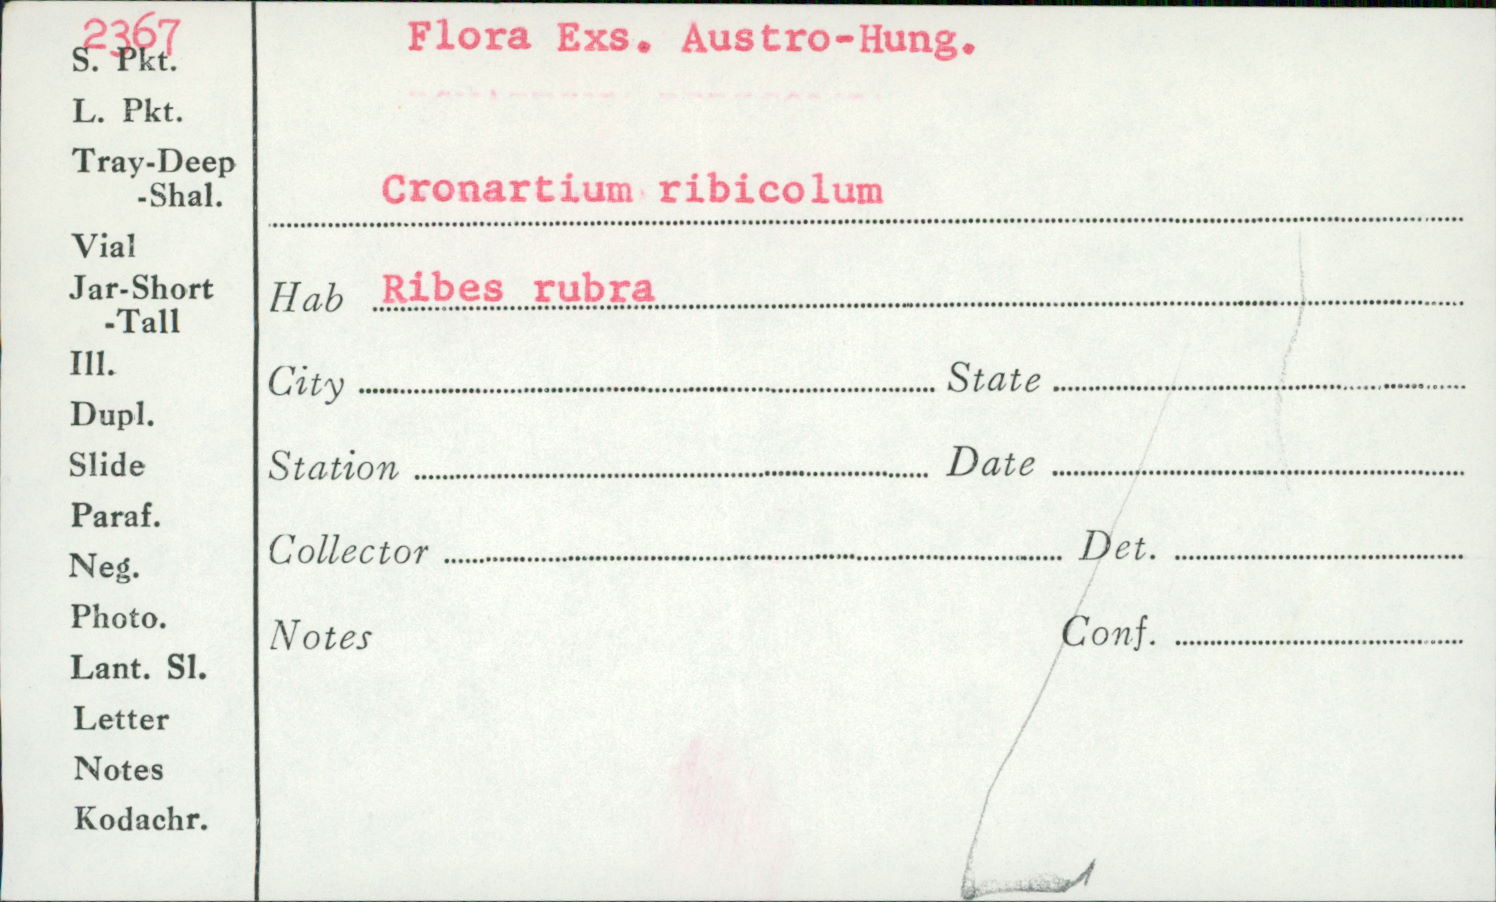 2367
Flora Exs. Austro-Hung.
S. Pkt.
L. Pkt.
Tray-Deep
-Shal.
Vial
Jar-Short
-Tall
Ill.
Dupl.
Slide
Paraf.
Neg.
Photo.
Lant. Sl.
Letter
Notes
Kodachr.
Cronartium ribicolum
Hab Ribes rubra
City State
Station Date
Collector Det.
Notes Conf.